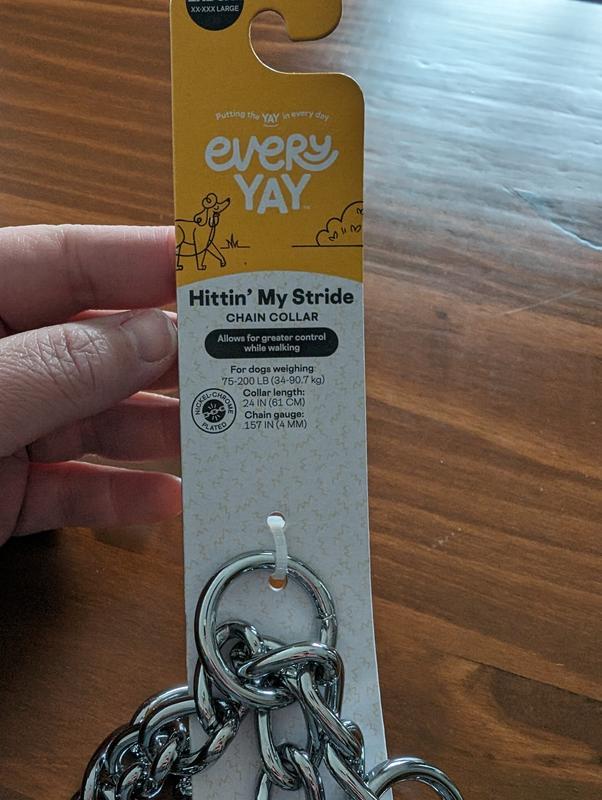 XX-XXX LARGE
Putting the YAY in every day
every
YAY
Hittin' My Stride
CHAIN COLLAR
Allows for greater control
while walking
For dogs weighing:
75-200 LB (34-90.7 kg)
Collar length:
24 IN (61 CM)
Chain gauge:
.157 IN (4 MM)
NICKEL-CHROME
PLATED